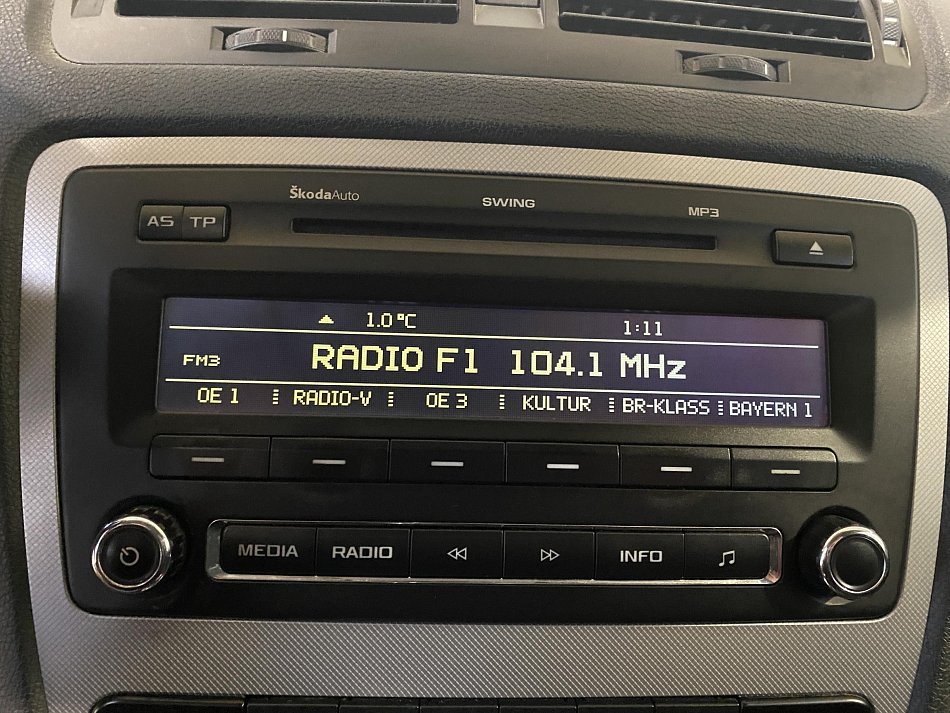 ŠkodaAuto SWING MP3
AS TP
1.0°C 1:11
FM3 RADIO F1 104.1 MHz
OE 1 RADIO-V OE 3 KULTUR BR-KLASS BAYERN 1
MEDIA RADIO INFO